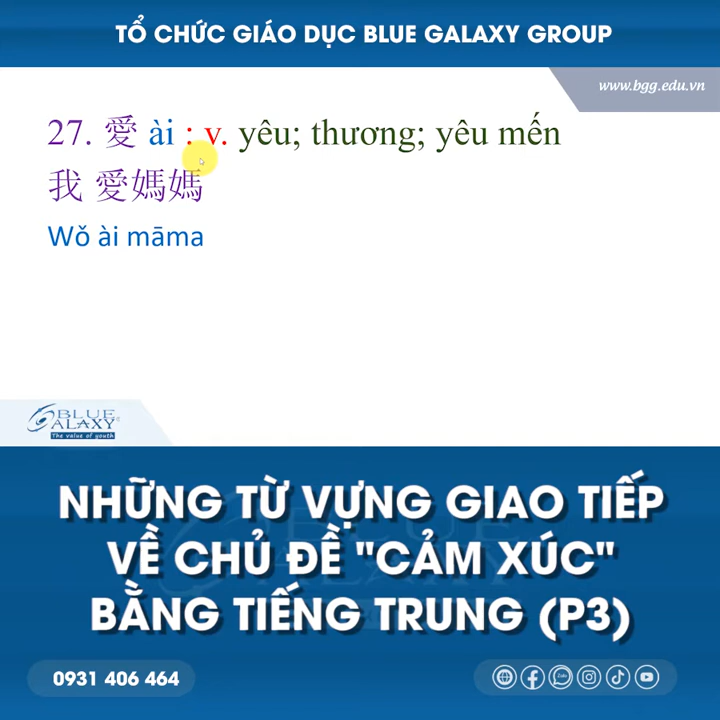 TỔ CHỨC GIÁO DỤC BLUE GALAXY GROUP
www.bgg.edu.vn
27. 愛 ài : v. yêu; thương; yêu mến
我 愛媽媽
Wǒ ài māma
BLUE
GALAXY
The value of youth
NHỮNG TỪ VỰNG GIAO TIẾP
VỀ CHỦ ĐỀ "CẢM XÚC"
BẰNG TIẾNG TRUNG (P3)
0931 406 464